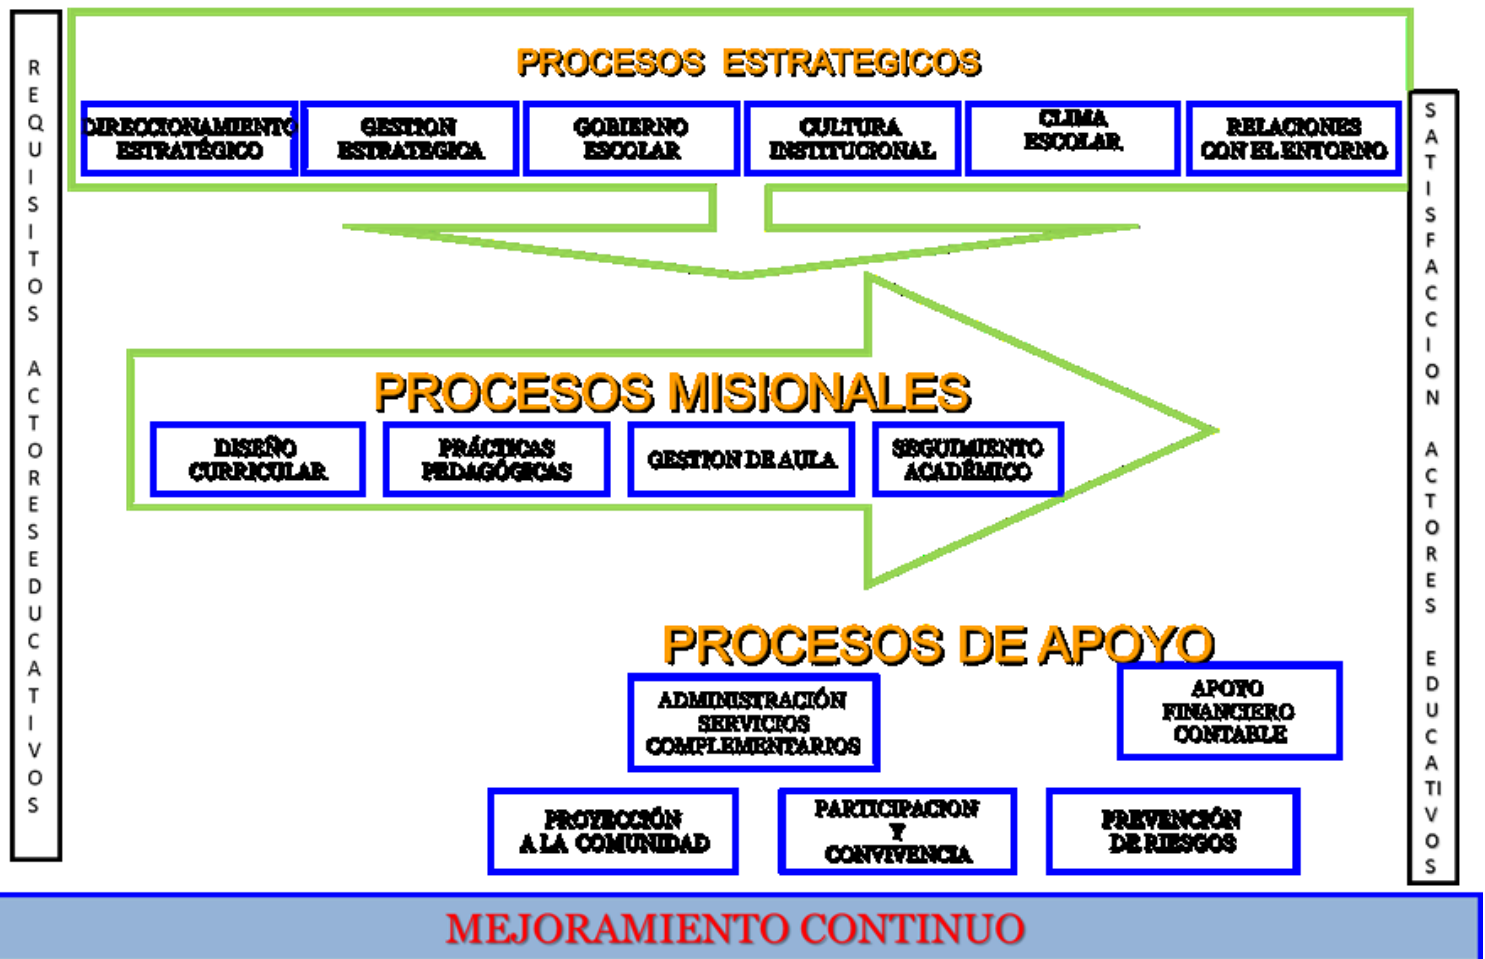 REQUISITOS ACTORES EDUCATIVOS
PROCESOS ESTRATEGICOS
DIRECCIONAMIENTO
ESTRATÉGICO
GESTION
ESTRATEGICA
GOBIERNO
ESCOLAR
CULTURA
INSTITUCIONAL
CLIMA
ESCOLAR
RELACIONES
CON EL ENTORNO
SATISFACCION ACTORES EDUCATIVOS
PROCESOS MISIONALES
DISEÑO
CURRICULAR
PRÁCTICAS
PEDAGÓGICAS
GESTION DE AULA
SEGUIMIENTO
ACADÉMICO
PROCESOS DE APOYO
ADMINISTRACIÓN
SERVICIOS
COMPLEMENTARIOS
APOYO
FINANCIERO
CONTABLE
PROYECCIÓN
A LA COMUNIDAD
PARTICIPACION
Y
CONVIVENCIA
PREVENCIÓN
DE RIESGOS
MEJORAMIENTO CONTINUO